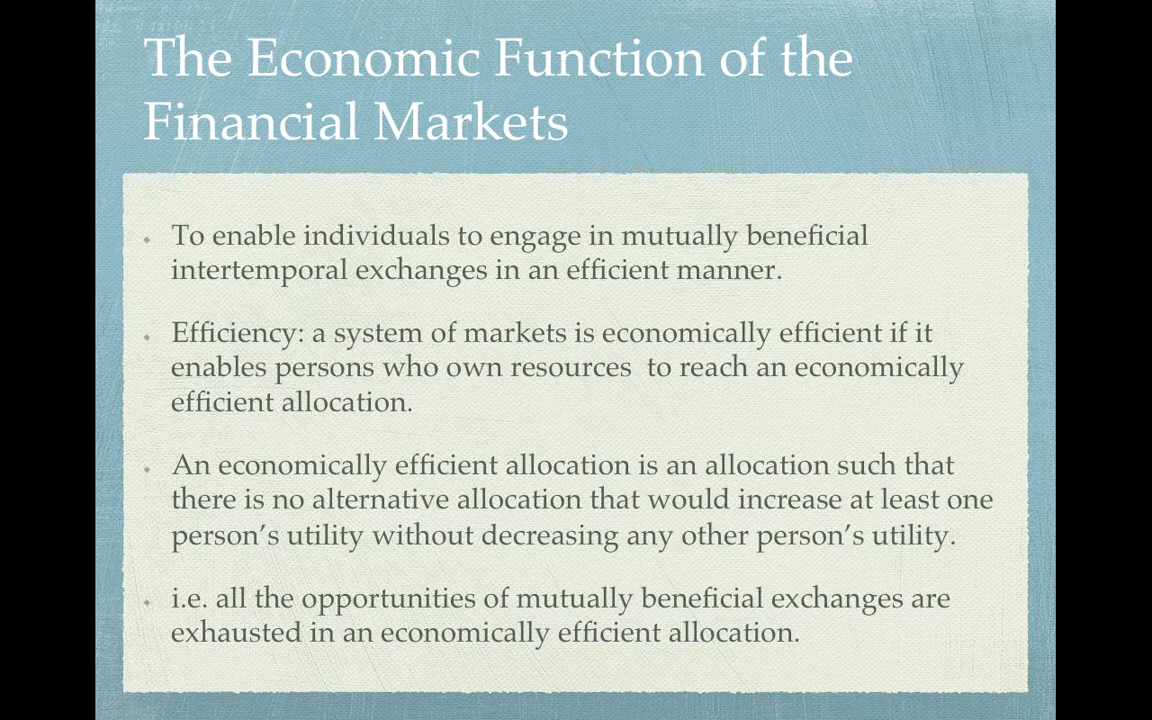 The Economic Function of the
Financial Markets
To enable individuals to engage in mutually beneficial
intertemporal exchanges in an efficient manner.
Efficiency: a system of markets is economically efficient if it
enables persons who own resources  to reach an economically
efficient allocation.
An economically efficient allocation is an allocation such that
there is no alternative allocation that would increase at least one
person’s utility without decreasing any other person’s utility.
i.e. all the opportunities of mutually beneficial exchanges are
exhausted in an economically efficient allocation.